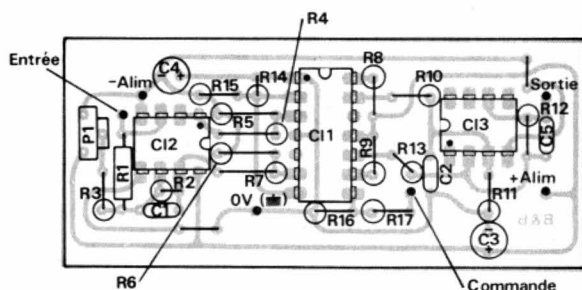 R4
Entrée
C4
-Alim
R15
R14
R8
R10
Sortie
R12
P1
R5
CI2
CI1
CI3
C5
R1
R9
R13
C2
R3
R2
R7
+Alim
R11
C1
0V
R16
R17
B&b
C3
R6
Commande